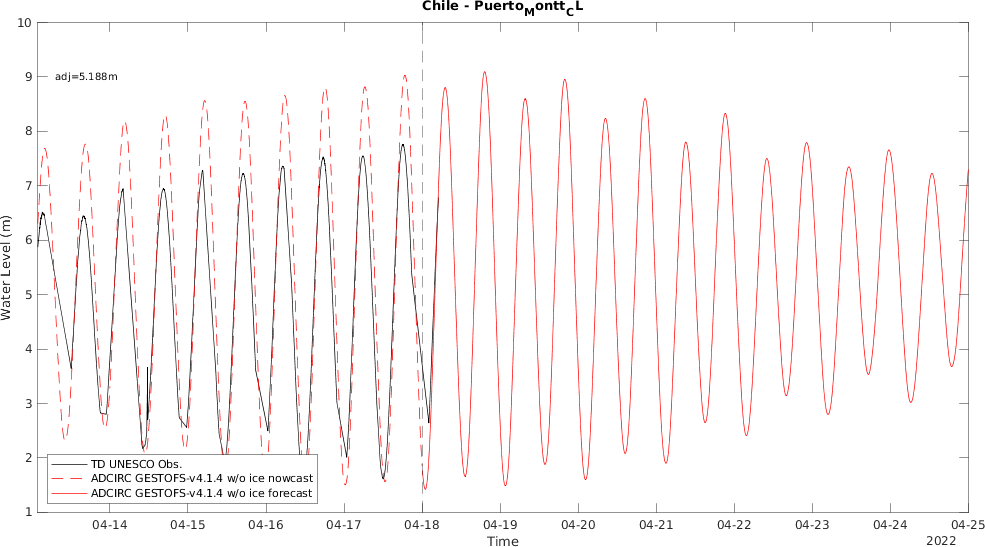 Chile - PuertoMonttCL
10
9
8
7
6
5
4
3
2
1
Water Level (m)
adj=5.188m
TD UNESCO Obs.
ADCIRC GESTOFS-v4.1.4 w/o ice nowcast
ADCIRC GESTOFS-v4.1.4 w/o ice forecast
04-14 04-15 04-16 04-17 04-18 04-19 04-20 04-21 04-22 04-23 04-24 04-25
Time
2022